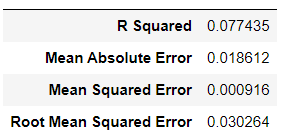 R Squared 0.077435
Mean Absolute Error 0.018612
Mean Squared Error 0.000916
Root Mean Squared Error 0.030264